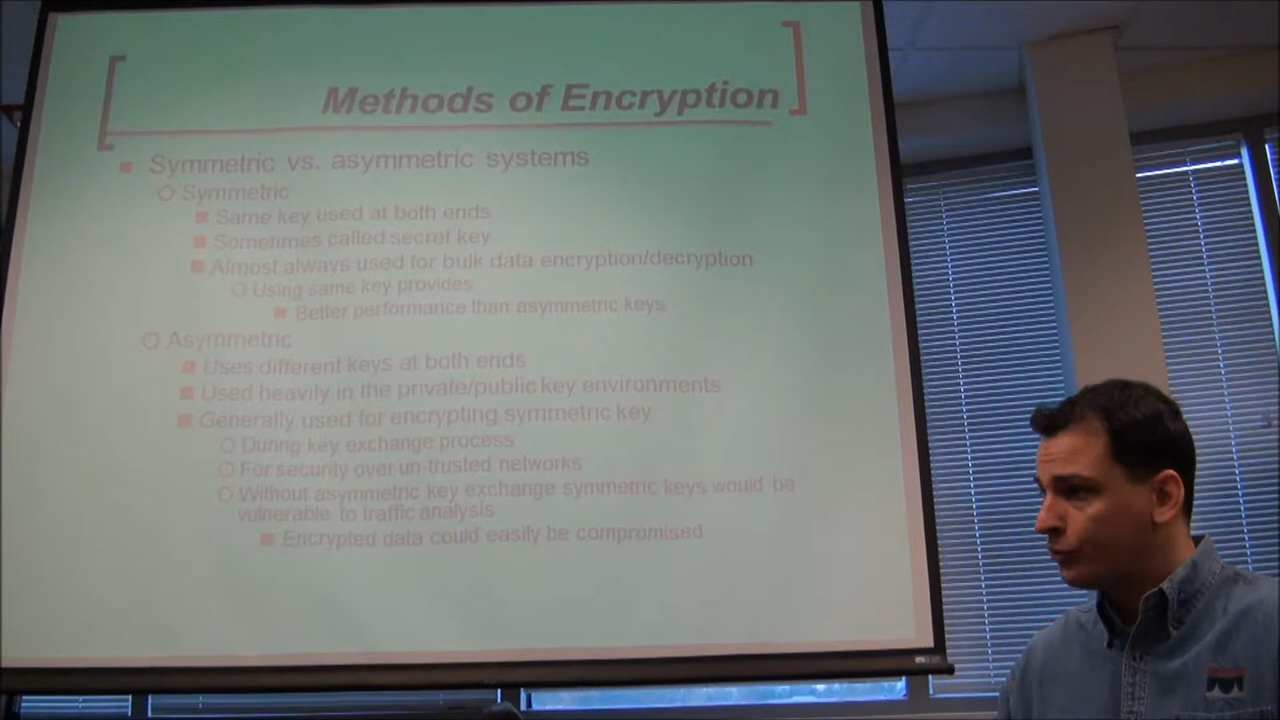 Methods of Encryption
Symmetric vs. asymmetric systems
Symmetric
Same key used at both ends
Sometimes called secret key
Almost always used for bulk data encryption/decryption
Using same key provides
Better performance than asymmetric keys
Asymmetric
Uses different keys at both ends
Used heavily in the private/public key environments
Generally used for encrypting symmetric key
During key exchange process
For security over un-trusted networks
Without asymmetric key exchange symmetric keys would be
vulnerable to traffic analysis
Encrypted data could easily be compromised